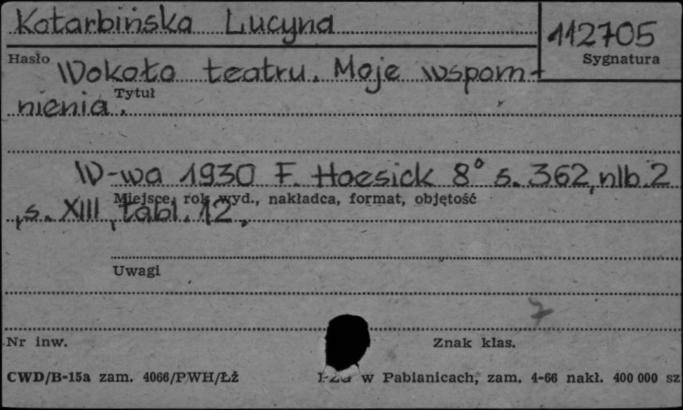 Kotarbińska Lucyna
112705
Hasło
Sygnatura
Wokoło teatru. Moje wspom-
Tytuł
nienia.
W-wa 1930 F. Hoesick 8° s. 362, nlb. 2
Miejsce, rok wyd., nakładca, format, objętość
, s. XIII, tabl. 12.
Uwagi
7
Nr inw.
Znak klas.
CWD/B-15a zam. 4066/PWH/ŁŻ
w Pabianicach, zam. 4-66 nakł. 400 000 sz